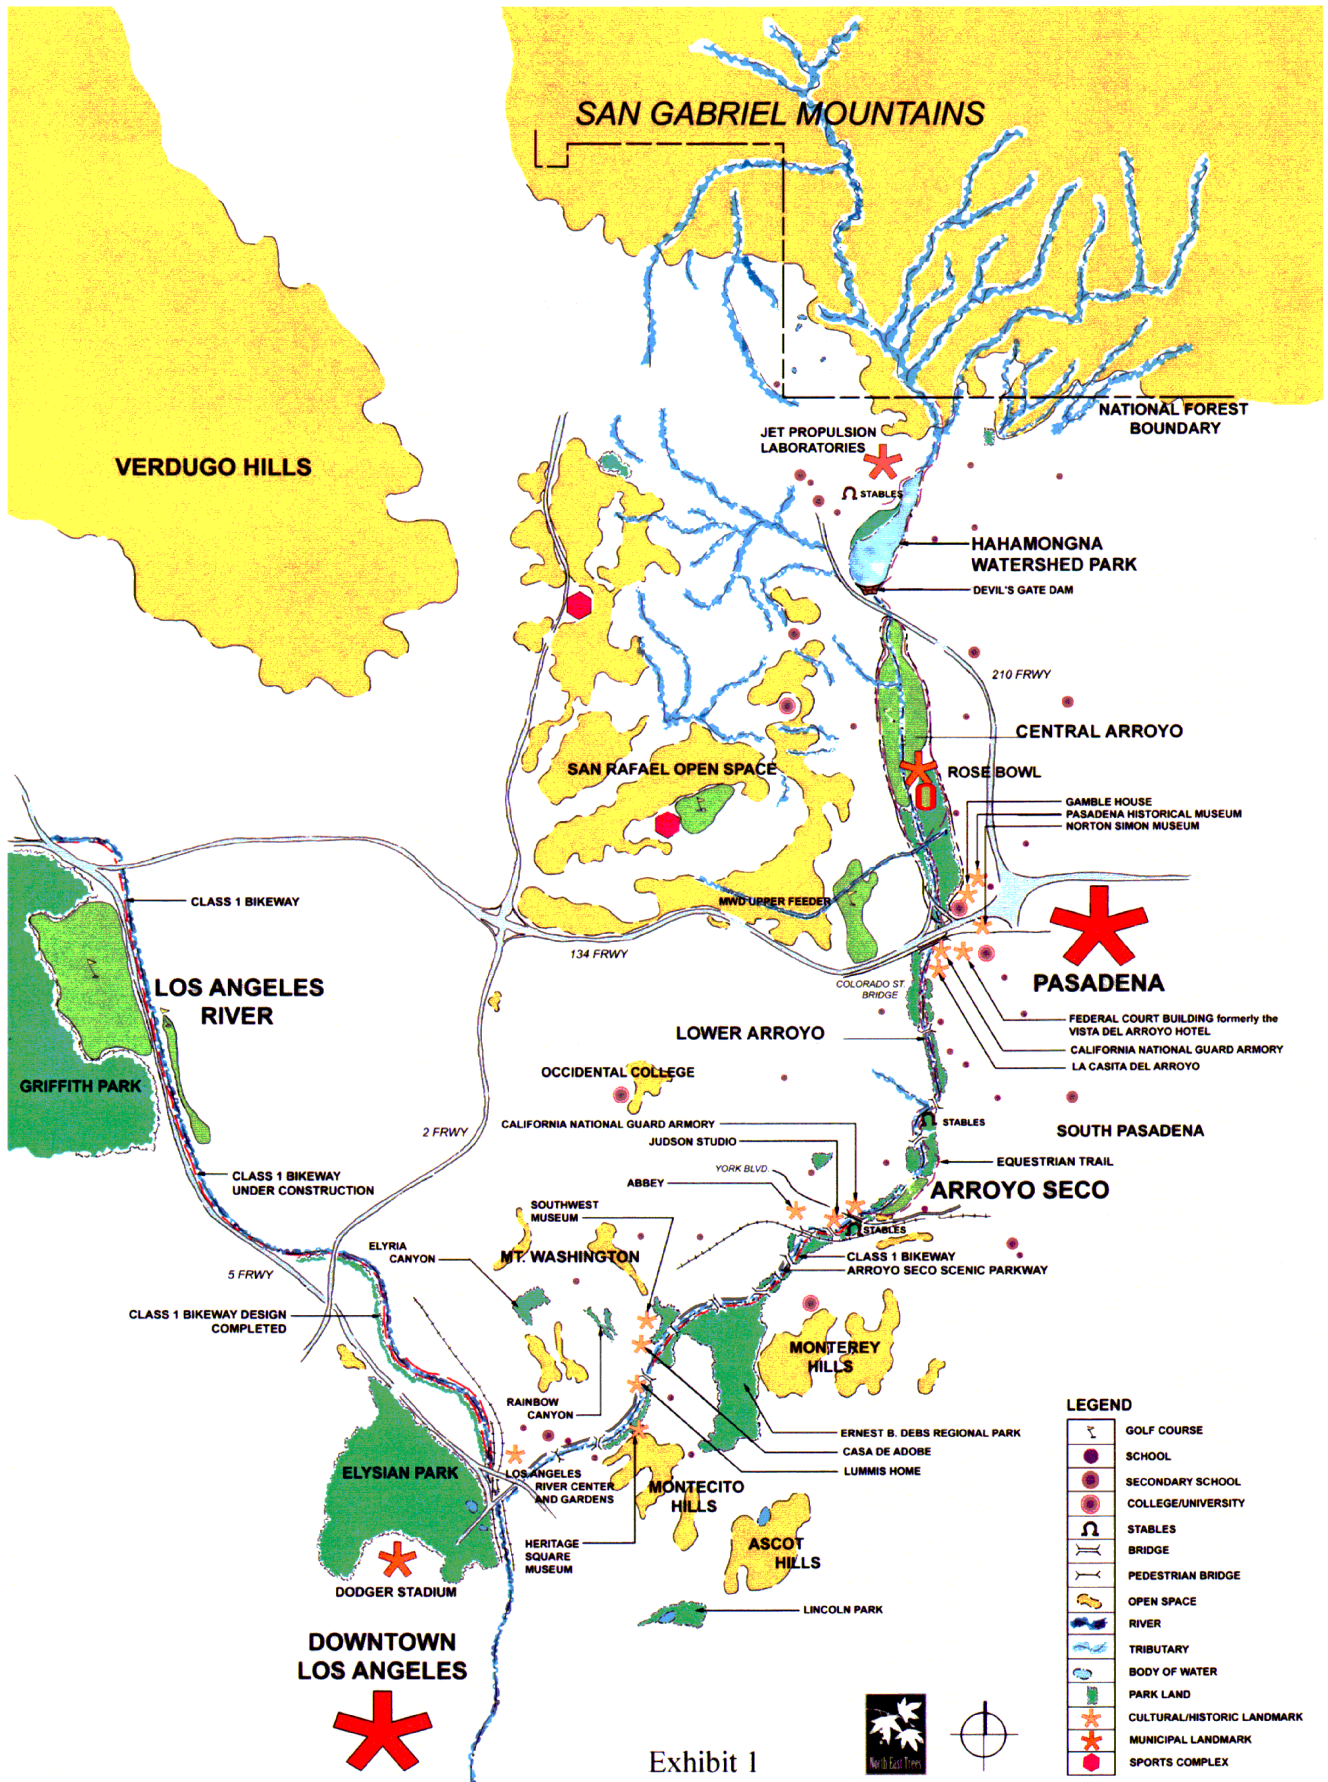 SAN GABRIEL MOUNTAINS
NATIONAL FOREST
BOUNDARY
JET PROPULSION
LABORATORIES
VERDUGO HILLS
STABLES
HAHAMONGNA
WATERSHED PARK
DEVIL'S GATE DAM
210 FRWY
CENTRAL ARROYO
SAN RAFAEL OPEN SPACE
ROSE BOWL
GAMBLE HOUSE
PASADENA HISTORICAL MUSEUM
NORTON SIMON MUSEUM
CLASS 1 BIKEWAY
MWD UPPER FEEDER
134 FRWY
COLORADO ST.
BRIDGE
PASADENA
LOS ANGELES
RIVER
FEDERAL COURT BUILDING formerly the
VISTA DEL ARROYO HOTEL
LOWER ARROYO
CALIFORNIA NATIONAL GUARD ARMORY
LA CASITA DEL ARROYO
OCCIDENTAL COLLEGE
GRIFFITH PARK
CALIFORNIA NATIONAL GUARD ARMORY
STABLES
2 FRWY
JUDSON STUDIO
SOUTH PASADENA
YORK BLVD.
EQUESTRIAN TRAIL
CLASS 1 BIKEWAY
UNDER CONSTRUCTION
ABBEY
ARROYO SECO
SOUTHWEST
MUSEUM
STABLES
ELYRIA
CANYON
MT. WASHINGTON
CLASS 1 BIKEWAY
ARROYO SECO SCENIC PARKWAY
5 FRWY
CLASS 1 BIKEWAY DESIGN
COMPLETED
MONTEREY
HILLS
RAINBOW
CANYON
ERNEST B. DEBS REGIONAL PARK
CASA DE ADOBE
LUMMIS HOME
ELYSIAN PARK
LOS ANGELES
RIVER CENTER
AND GARDENS
MONTECITO
HILLS
HERITAGE
SQUARE
MUSEUM
ASCOT
HILLS
DODGER STADIUM
LINCOLN PARK
DOWNTOWN
LOS ANGELES
LEGEND
GOLF COURSE
SCHOOL
SECONDARY SCHOOL
COLLEGE/UNIVERSITY
STABLES
BRIDGE
PEDESTRIAN BRIDGE
OPEN SPACE
RIVER
TRIBUTARY
BODY OF WATER
PARK LAND
CULTURAL/HISTORIC LANDMARK
MUNICIPAL LANDMARK
SPORTS COMPLEX
North East Trees
Exhibit 1